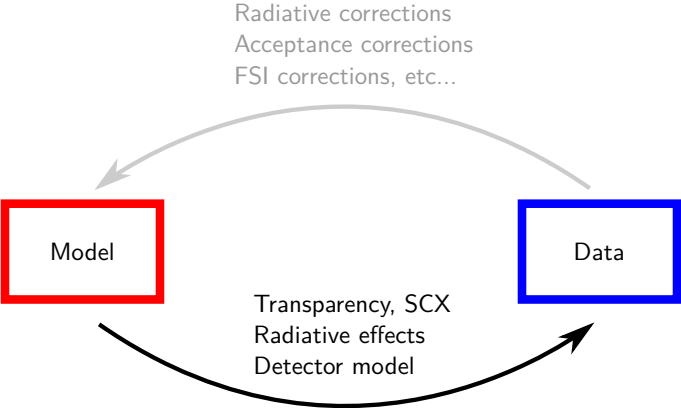 Radiative corrections
Acceptance corrections
FSI corrections, etc...
Model
Data
Transparency, SCX
Radiative effects
Detector model